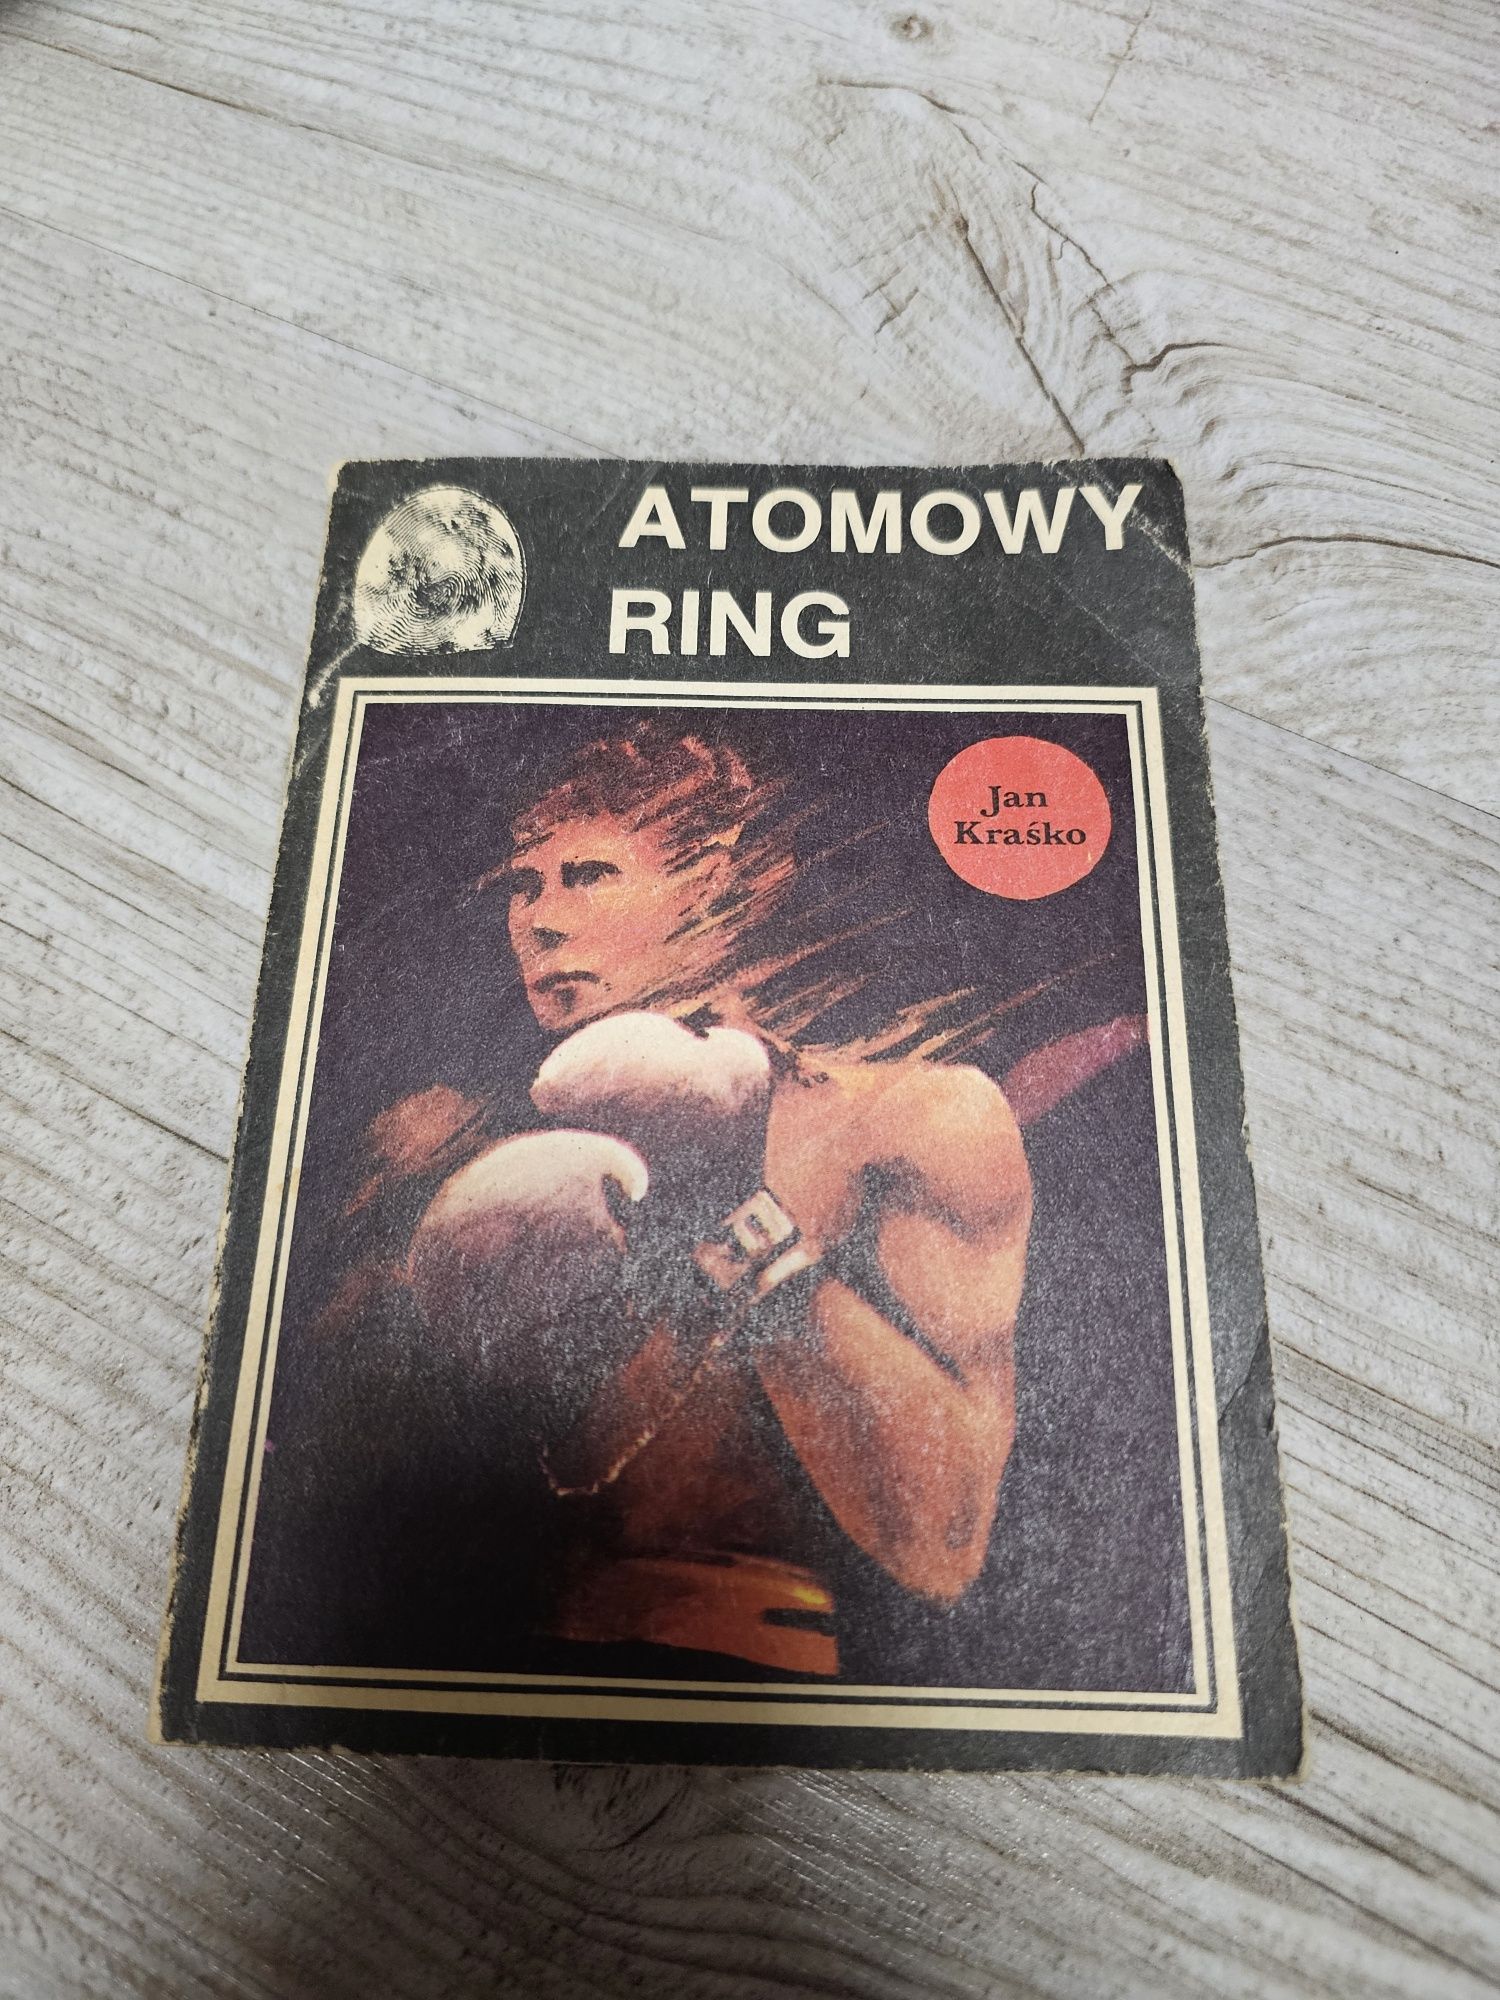 ATOMOWY
RING
Jan
Kraśko